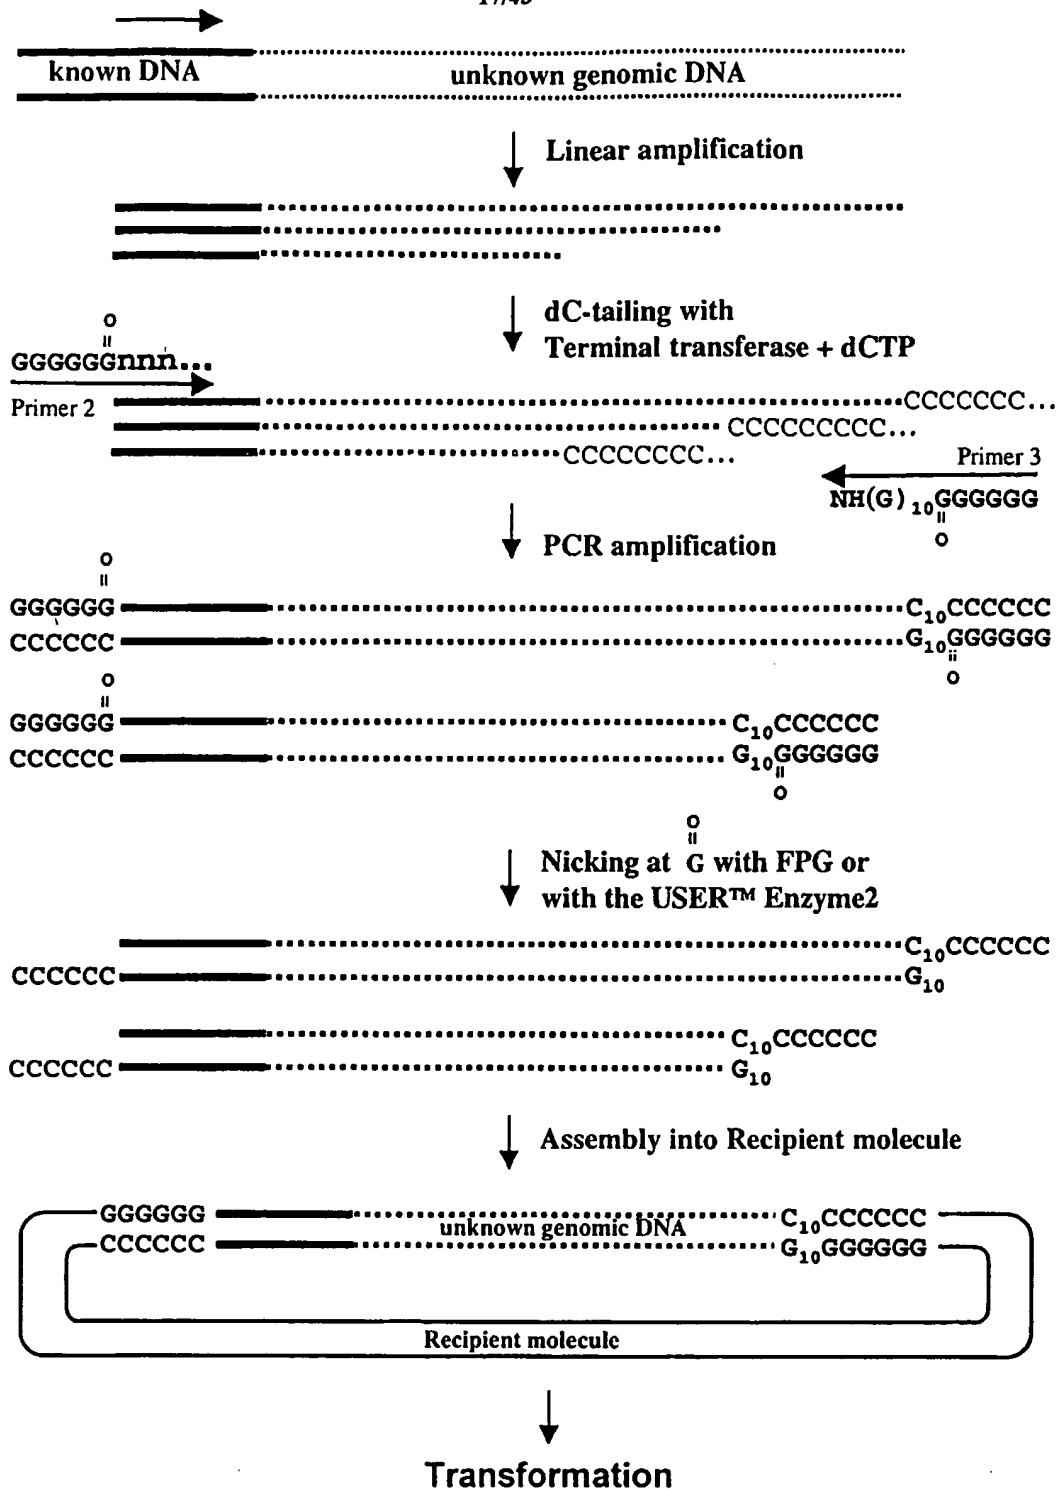 17/45
known DNA
unknown genomic DNA
Linear amplification
dC-tailing with
Terminal transferase + dCTP
O
GGGGGGnnn...
Primer 2
CCCCCCC...
CCCCCCCCC...
CCCCCCCC...
Primer 3
NH(G)10GGGGGG
O
PCR amplification
O
GGGGGG
C10CCCCCC
CCCCCC
G10GGGGGG
O
O
GGGGGG
C10CCCCCC
CCCCCC
G10GGGGGG
O
O
Nicking at G with FPG or
with the USER™ Enzyme2
C10CCCCCC
CCCCCC
G10
C10CCCCCC
CCCCCC
G10
Assembly into Recipient molecule
GGGGGG
C10CCCCCC
unknown genomic DNA
CCCCCC
G10GGGGGG
Recipient molecule
Transformation